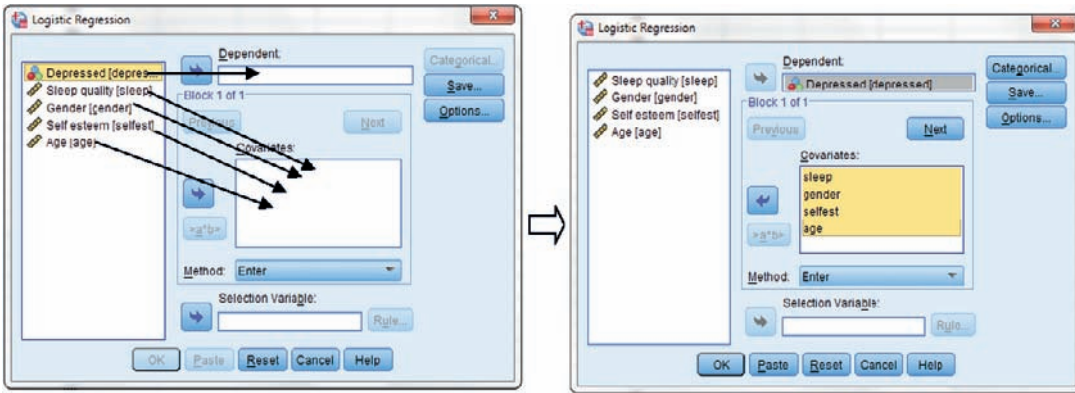 Logistic Regression
Depressed [depres...
Sleep quality [sleep]
Gender [gender]
Self esteem [selfest]
Age [age]
Dependent:
Block 1 of 1
Previous
Next
Covariates:
>a*b>
Method:
Enter
Selection Variable:
Rule...
Categorical...
Save...
Options...
OK
Paste
Reset
Cancel
Help
Logistic Regression
Sleep quality [sleep]
Gender [gender]
Self esteem [selfest]
Age [age]
Dependent:
Depressed [depressed]
Block 1 of 1
Previous
Next
Covariates:
sleep
gender
selfest
age
>a*b>
Method:
Enter
Selection Variable:
Rule...
Categorical...
Save...
Options...
OK
Paste
Reset
Cancel
Help